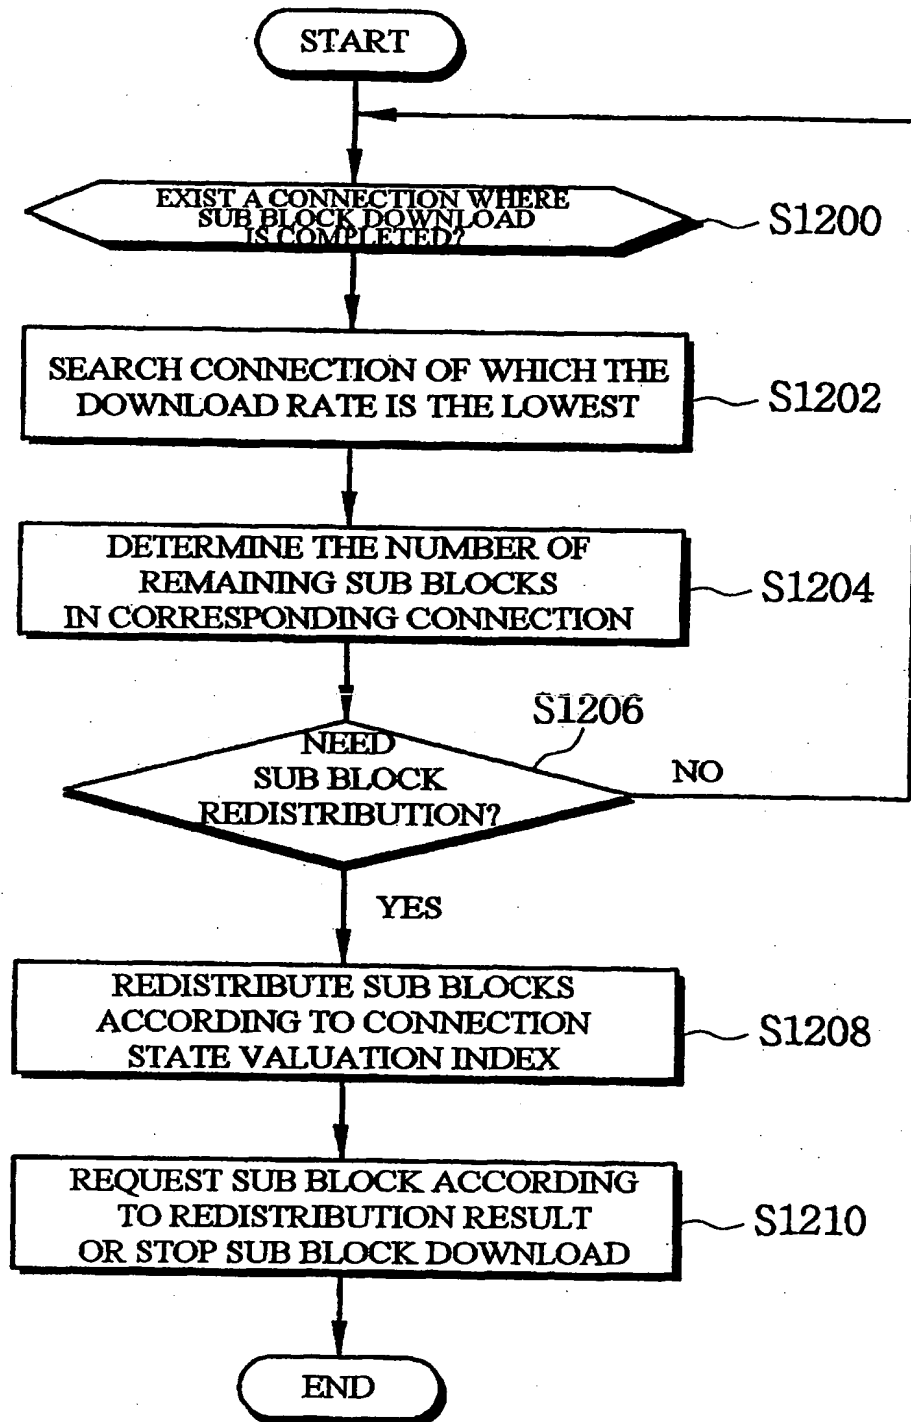 START
EXIST A CONNECTION WHERE
SUB BLOCK DOWNLOAD
IS COMPLETED?
S1200
SEARCH CONNECTION OF WHICH THE
DOWNLOAD RATE IS THE LOWEST
S1202
DETERMINE THE NUMBER OF
REMAINING SUB BLOCKS
IN CORRESPONDING CONNECTION
S1204
S1206
NEED
SUB BLOCK
REDISTRIBUTION?
NO
YES
REDISTRIBUTE SUB BLOCKS
ACCORDING TO CONNECTION
STATE VALUATION INDEX
S1208
REQUEST SUB BLOCK ACCORDING
TO REDISTRIBUTION RESULT
OR STOP SUB BLOCK DOWNLOAD
S1210
END